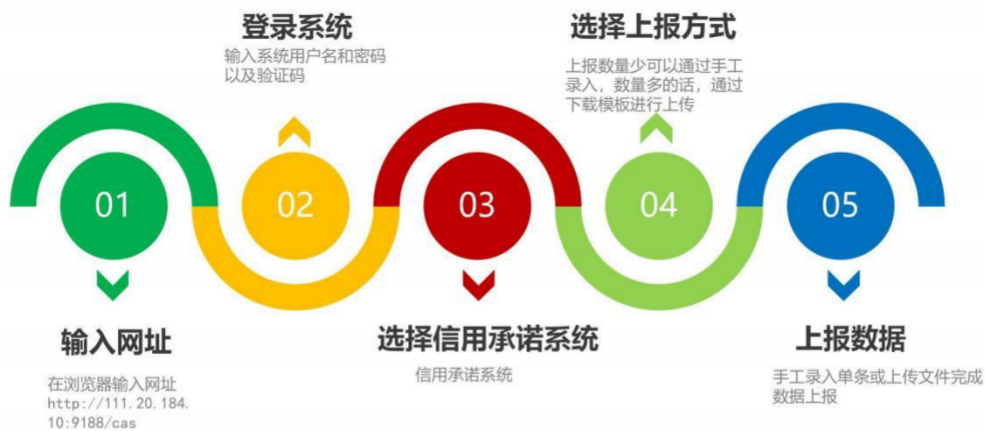 登录系统
输入系统用户名和密码
以及验证码
选择上报方式
上报数量少可以通过手工
录入，数量多的话，通过
下载模板进行上传
01
02
03
04
05
输入网址
在浏览器输入网址
http://111.20.184.
10:9188/cas
选择信用承诺系统
信用承诺系统
上报数据
手工录入单条或上传文件完成
数据上报